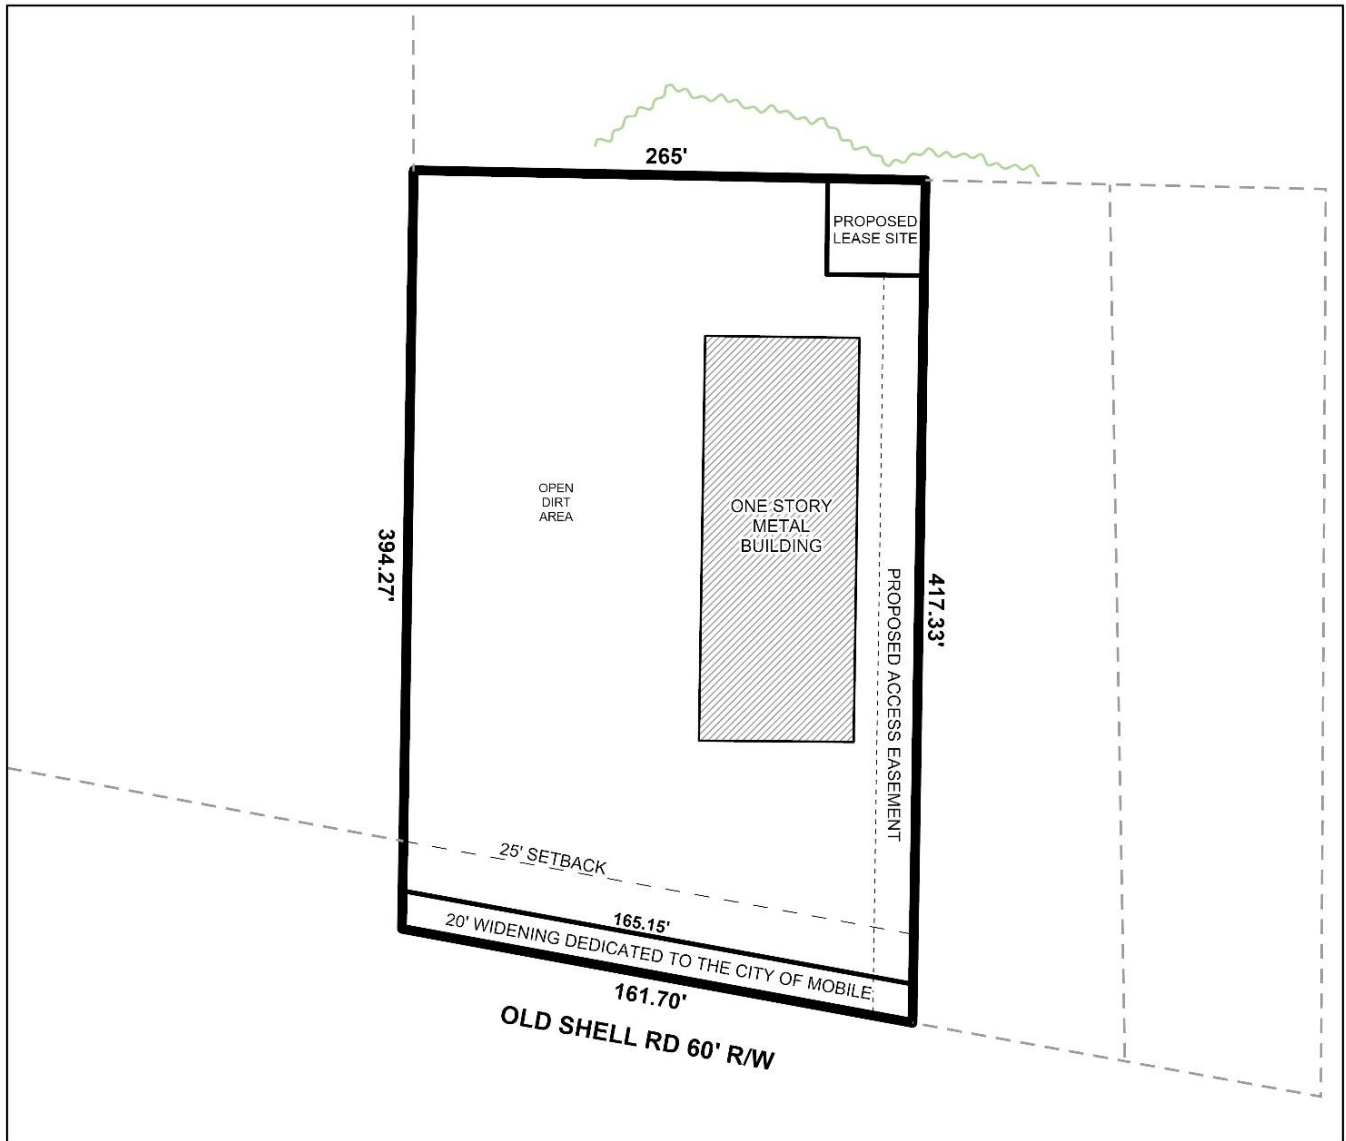 265'
PROPOSED
LEASE SITE
OPEN
DIRT
AREA
ONE STORY
METAL
BUILDING
394.27'
417.33'
PROPOSED ACCESS EASEMENT
25' SETBACK
165.15'
20' WIDENING DEDICATED TO THE CITY OF MOBILE
161.70'
OLD SHELL RD 60' R/W